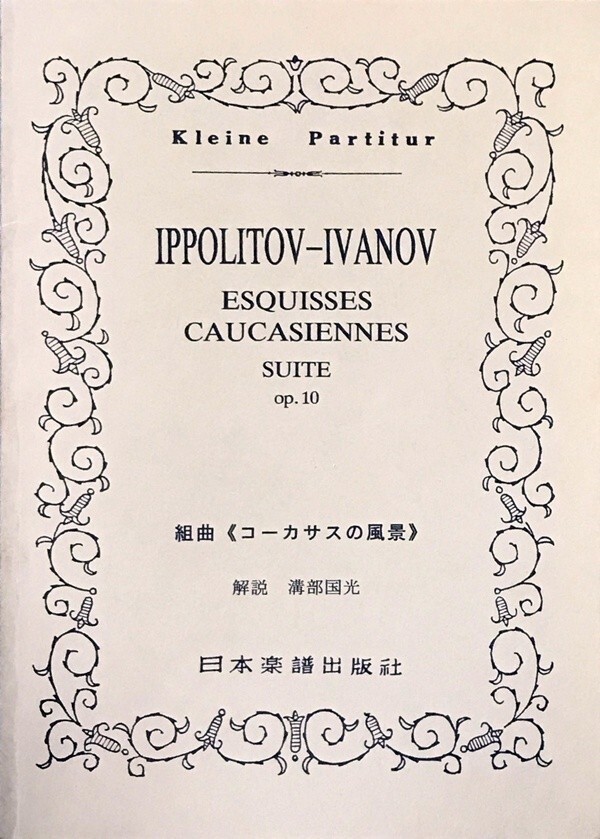 Kleine Partitur
IPPOLITOV–IVANOV
ESQUISSES
CAUCASIENNES
SUITE
op. 10
組曲《コーカサスの風景》
解説 溝部国光
日本楽譜出版社